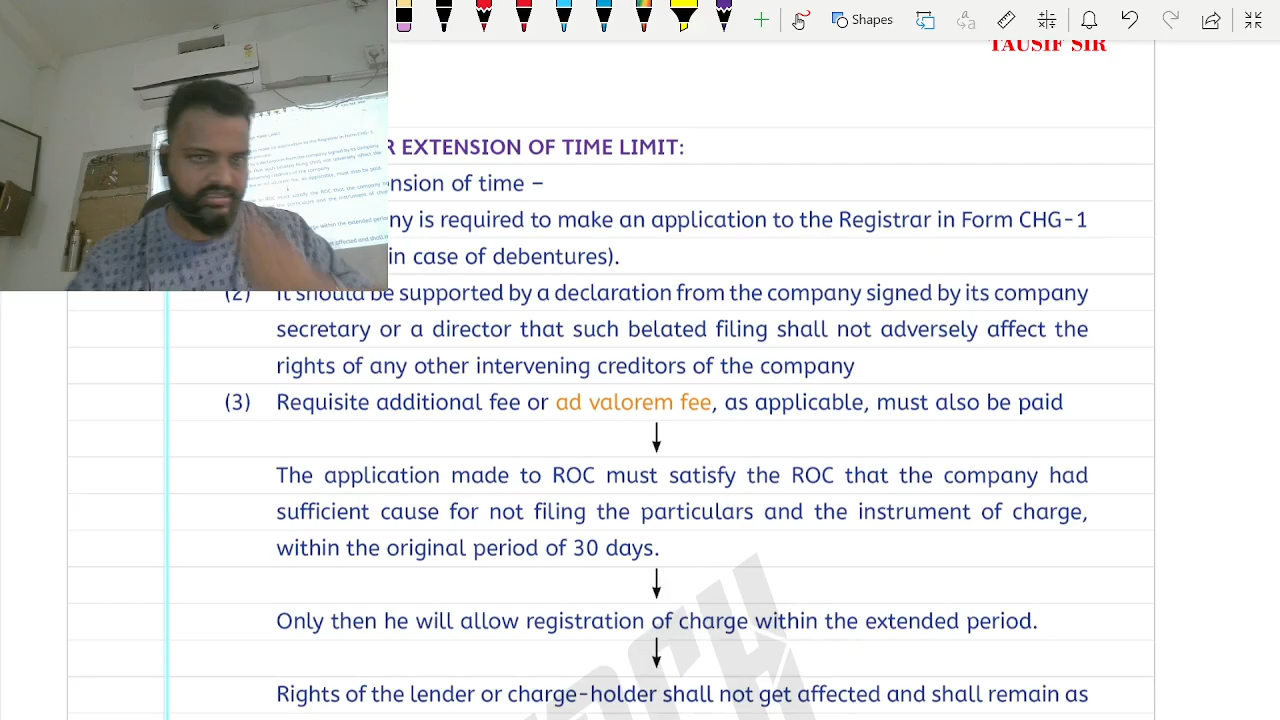 Shapes
TAUSIF SIR
R EXTENSION OF TIME LIMIT:
nsion of time –
ny is required to make an application to the Registrar in Form CHG-1
in case of debentures).
(2) It should be supported by a declaration from the company signed by its company
secretary or a director that such belated filing shall not adversely affect the
rights of any other intervening creditors of the company
(3) Requisite additional fee or ad valorem fee, as applicable, must also be paid
The application made to ROC must satisfy the ROC that the company had
sufficient cause for not filing the particulars and the instrument of charge,
within the original period of 30 days.
Only then he will allow registration of charge within the extended period.
Rights of the lender or charge-holder shall not get affected and shall remain as